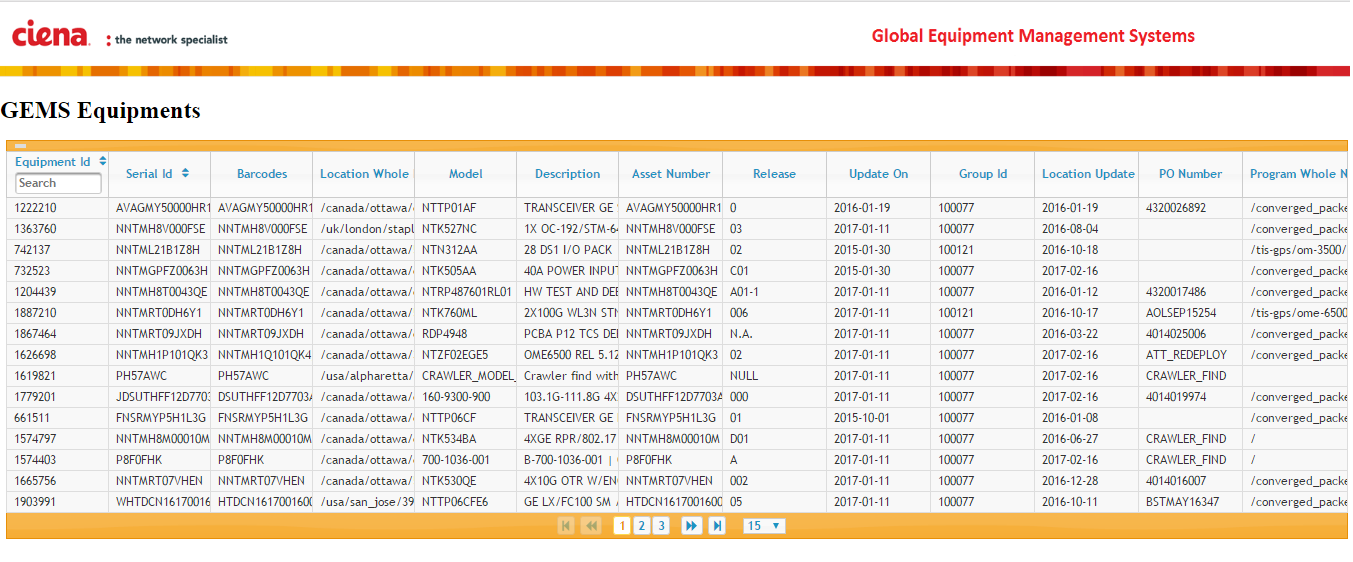 ciena. : the network specialist Global Equipment Management Systems
GEMS Equipments
Equipment Id Serial Id Barcodes Location Whole Model Description Asset Number Release Update On Group Id Location Update PO Number Program Whole N
Search
1222210 AVAGMY50000HR1 AVAGMY50000HR1 /canada/ottawa/ NTTP01AF TRANSCEIVER GE AVAGMY50000HR1 0 2016-01-19 100077 2016-01-19 4320026892 /converged_packe
1363760 NNTMH8V000FSE NNTMH8V000FSE /uk/london/stapl NTK527NC 1X OC-192/STM-64 NNTMH8V000FSE 03 2017-01-11 100077 2016-08-04 /converged_packe
742137 NNTML21B1Z8H NNTML21B1Z8H /canada/ottawa/ NTN312AA 28 DS1 I/O PACK NNTML21B1Z8H 02 2015-01-30 100121 2016-10-18 /tis-gps/om-3500/
732523 NNTMGPFZ0063H NNTMGPFZ0063H /canada/ottawa/ NTK505AA 40A POWER INPUT NNTMGPFZ0063H C01 2015-01-30 100077 2017-02-16 /converged_packe
1204439 NNTMH8T0043QE NNTMH8T0043QE /canada/ottawa/ NTRP487601RL01 HW TEST AND DEB NNTMH8T0043QE A01-1 2017-01-11 100077 2016-01-12 4320017486 /converged_packe
1887210 NNTMRT0DH6Y1 NNTMRT0DH6Y1 /canada/ottawa/ NTK760ML 2X100G WL3N STN NNTMRT0DH6Y1 006 2017-01-11 100121 2016-10-17 AOLSEP15254 /tis-gps/ome-6500
1867464 NNTMRT09JXDH NNTMRT09JXDH /canada/ottawa/ RDP4948 PCBA P12 TCS DEI NNTMRT09JXDH N.A. 2017-01-11 100077 2016-03-22 4014025006 /converged_packe
1626698 NNTMH1P101QK3 NNTMH1Q101QK4 /canada/ottawa/ NTZF02EGE5 OME6500 REL 5.12 NNTMH1P101QK3 02 2017-01-11 100077 2017-02-16 ATT_REDEPLOY /converged_packe
1619821 PH57AWC PH57AWC /usa/alpharetta/ CRAWLER_MODEL_ Crawler find with PH57AWC NULL 2017-01-11 100077 2017-02-16 CRAWLER_FIND
1779201 JDSUTHFF12D7703 DSUTHFF12D7703A /canada/ottawa/ 160-9300-900 103.1G-111.8G 4X DSUTHFF12D7703A 000 2017-01-11 100077 2017-02-16 4014019974 /converged_packe
661511 FNSRMYP5H1L3G FNSRMYP5H1L3G /canada/ottawa/ NTTP06CF TRANSCEIVER GE FNSRMYP5H1L3G 01 2015-10-01 100077 2016-01-08 /converged_packe
1574797 NNTMH8M00010M NNTMH8M00010M /canada/ottawa/ NTK534BA 4XGE RPR/802.17 NNTMH8M00010M D01 2017-01-11 100077 2016-06-27 CRAWLER_FIND /
1574403 P8F0FHK P8F0FHK /canada/ottawa/ 700-1036-001 B-700-1036-001 | P8F0FHK A 2017-01-11 100077 2017-02-16 CRAWLER_FIND /
1665756 NNTMRT07VHEN NNTMRT07VHEN /canada/ottawa/ NTK530QE 4X10G OTR W/EN NNTMRT07VHEN 002 2017-01-11 100077 2016-12-28 4014016007 /converged_packe
1903991 WHTDCN16170016 HTDCN1617001600 /usa/san_jose/39 NTTP06CFE6 GE LX/FC100 SM HTDCN1617001600 05 2017-01-11 100077 2016-10-11 BSTMAY16347 /converged_packe
1 2 3 15